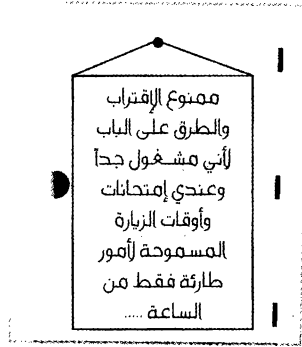 ممنوع الإقتراب
والطرق على الباب
لأني مشغول جداً
وعندي إمتحانات
وأوقات الزيارة
المسموحة لأمور
طارئة فقط من
الساعة .....